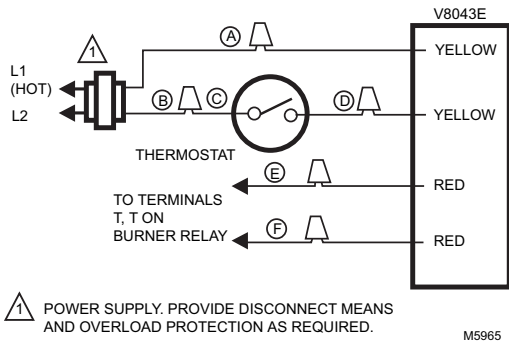 V8043E
A
1
YELLOW
L1
(HOT)
B
C
D
L2
YELLOW
THERMOSTAT
E
TO TERMINALS
T, T ON
BURNER RELAY
RED
F
RED
1 POWER SUPPLY. PROVIDE DISCONNECT MEANS
AND OVERLOAD PROTECTION AS REQUIRED.
M5965